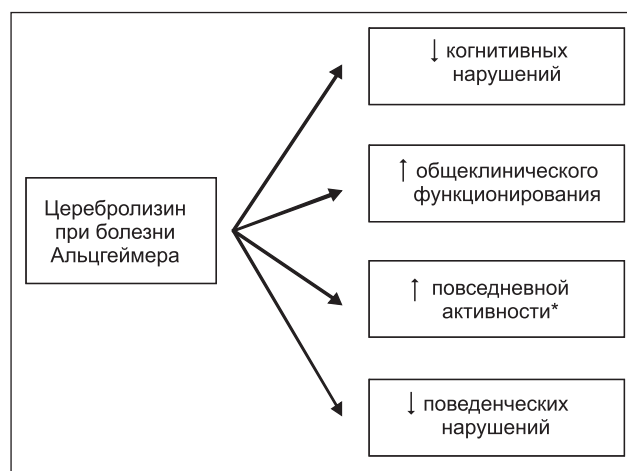 ↓ когнитивных
нарушений
↑ общеклинического
функционирования
Церебролизин
при болезни
Альцгеймера
↑ повседневной
активности*
↓ поведенческих
нарушений